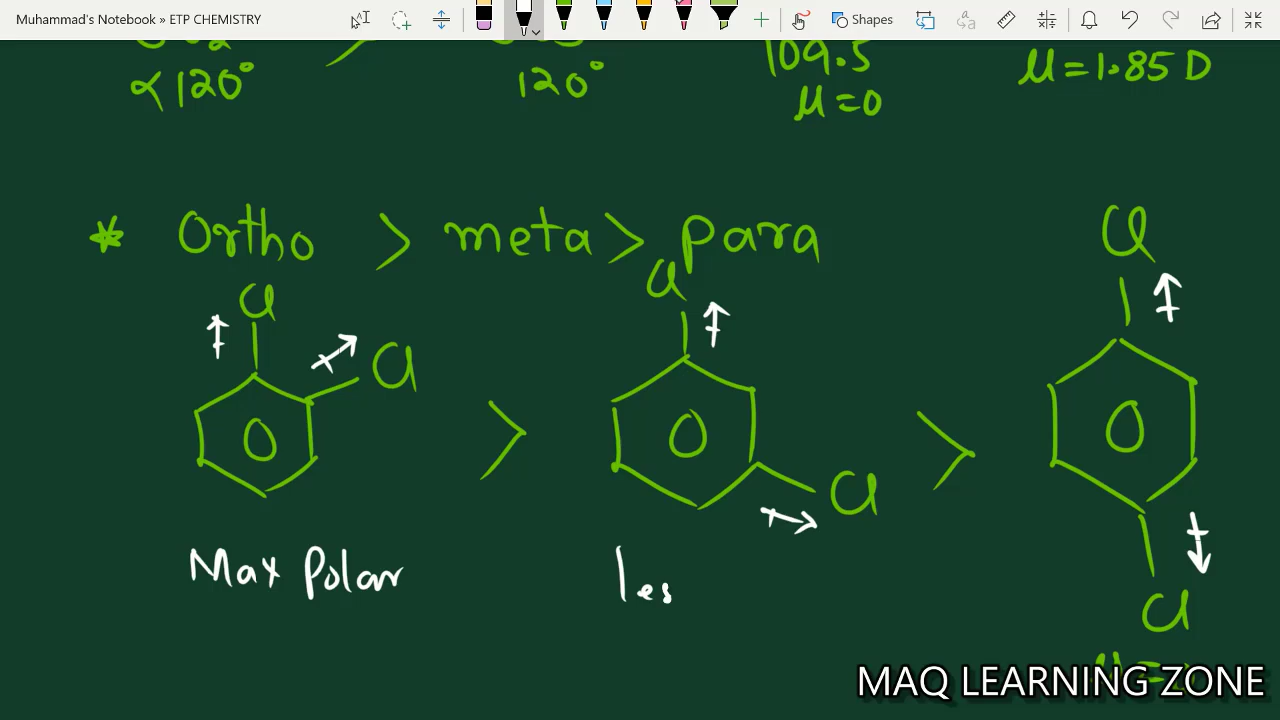 Muhammad's Notebook » ETP CHEMISTRY
Shapes
α 120° 120° 109.5 μ = 1.85 D
μ = 0
* Ortho > meta > para
Cl Cl Cl
Cl
> Cl >
Max Polar les
Cl
μ =
MAQ LEARNING ZONE